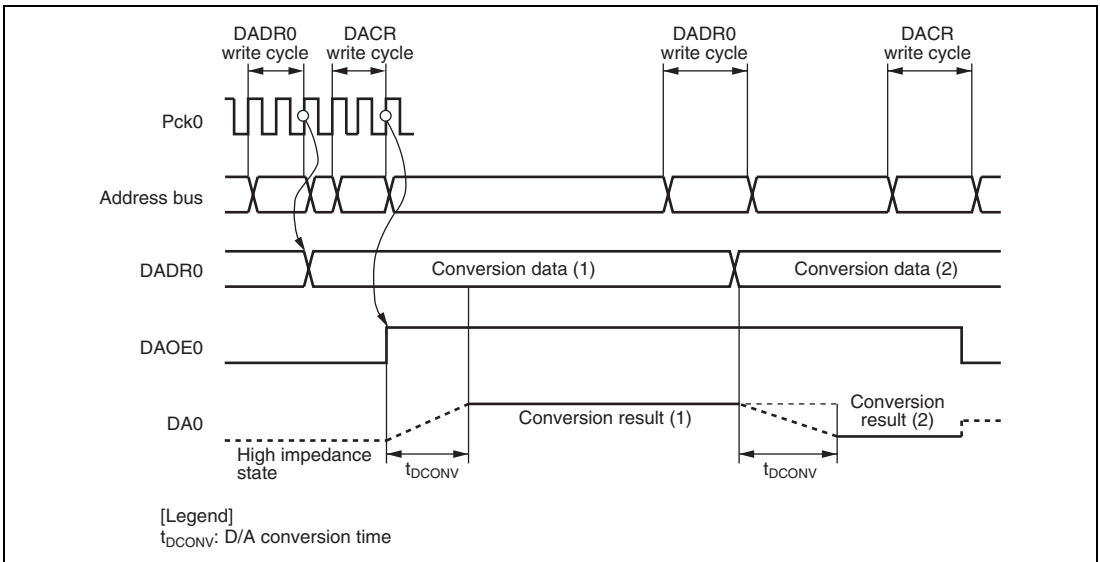 DADR0 DACR DADR0 DACR
write cycle write cycle write cycle write cycle
Pck0
Address bus
DADR0 Conversion data (1) Conversion data (2)
DAOE0
DA0 Conversion result (1) Conversion
result (2)
High impedance
state
tDCONV tDCONV
[Legend]
tDCONV: D/A conversion time